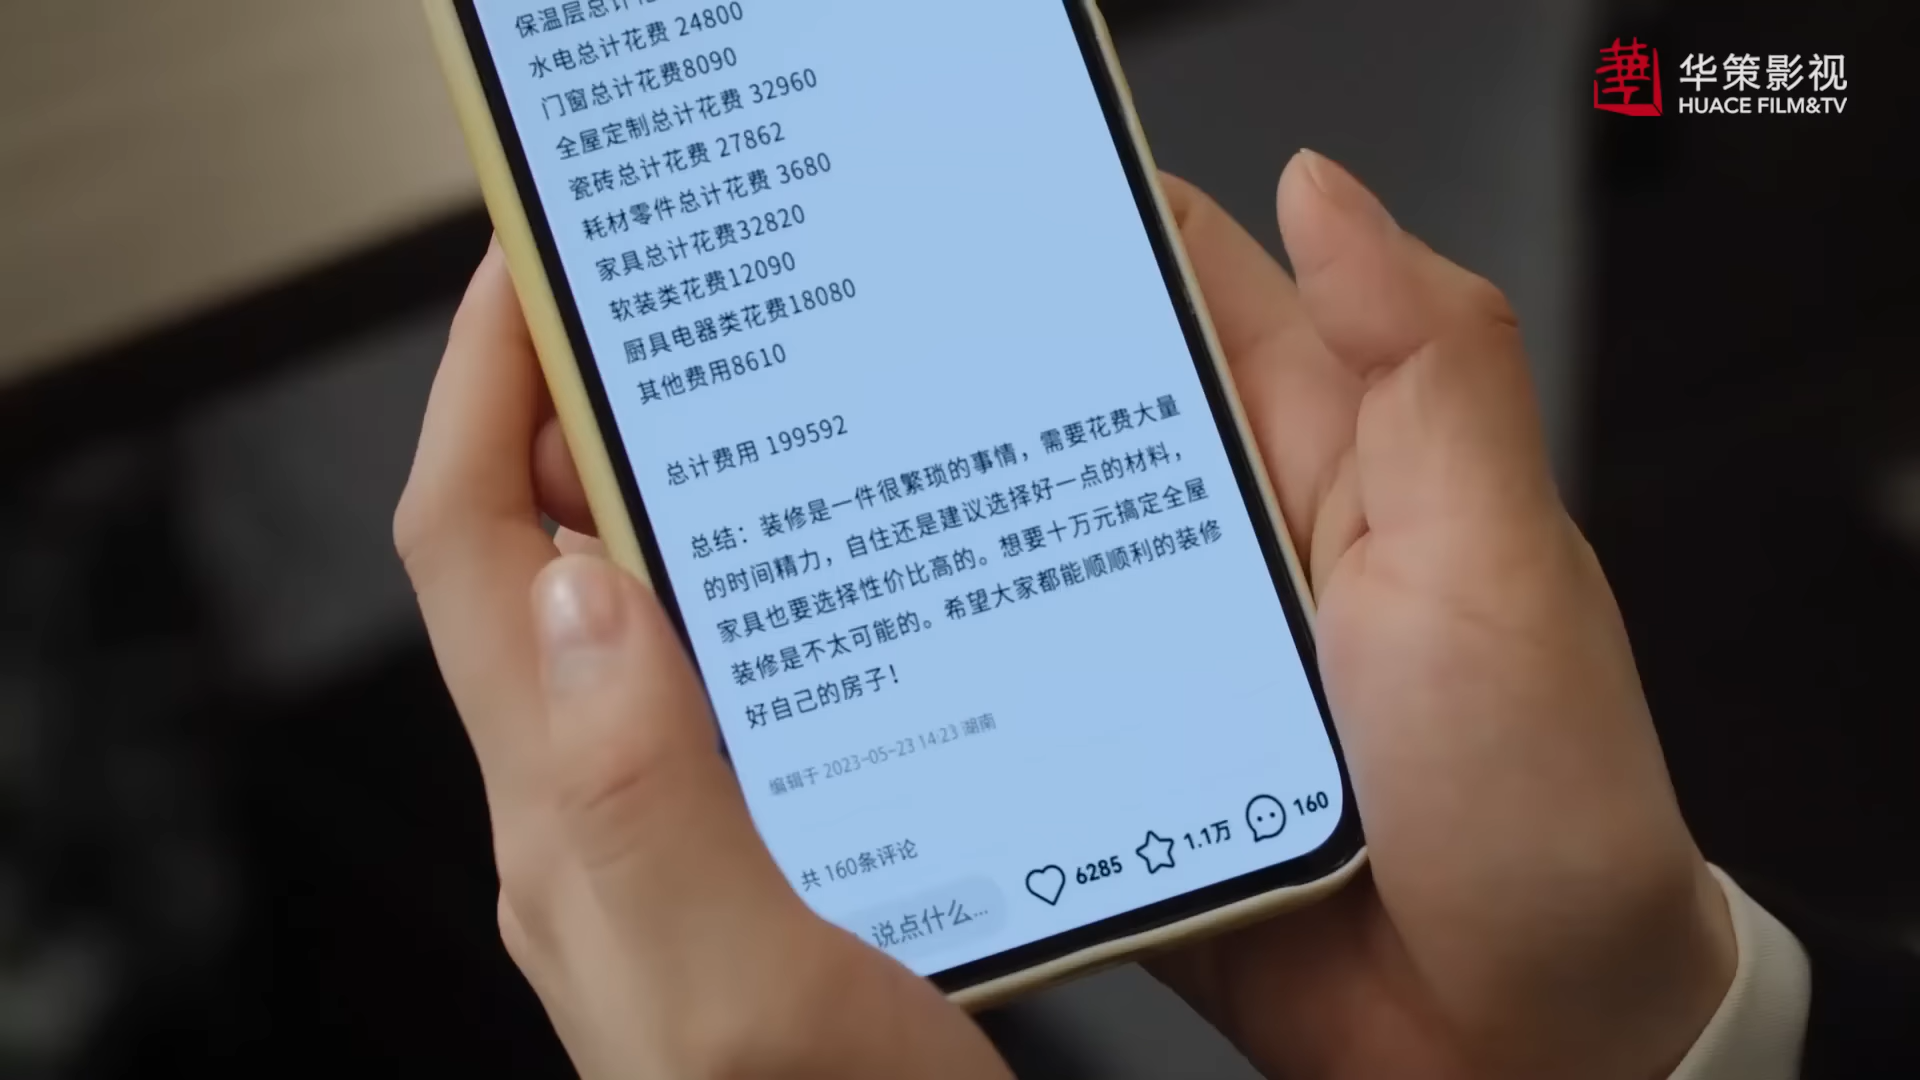 保温层总计花
水电总计花费 24800
门窗总计花费8090
全屋定制总计花费 32960
瓷砖总计花费 27862
耗材零件总计花费 3680
家具总计花费32820
软装类花费12090
厨具电器类花费18080
其他费用8610
总计费用 199592
总结：装修是一件很繁琐的事情，需要花费大量
的时间精力，自住还是建议选择好一点的材料，
家具也要选择性价比高的。想要十万元搞定全屋
装修是不太可能的。希望大家都能顺顺利利的装修
好自己的房子！
编辑于 2023-05-23 14:23 湖南
共 160条评论
说点什么...
6285
1.1万
160
華
华策影视
HUACE FILM&TV